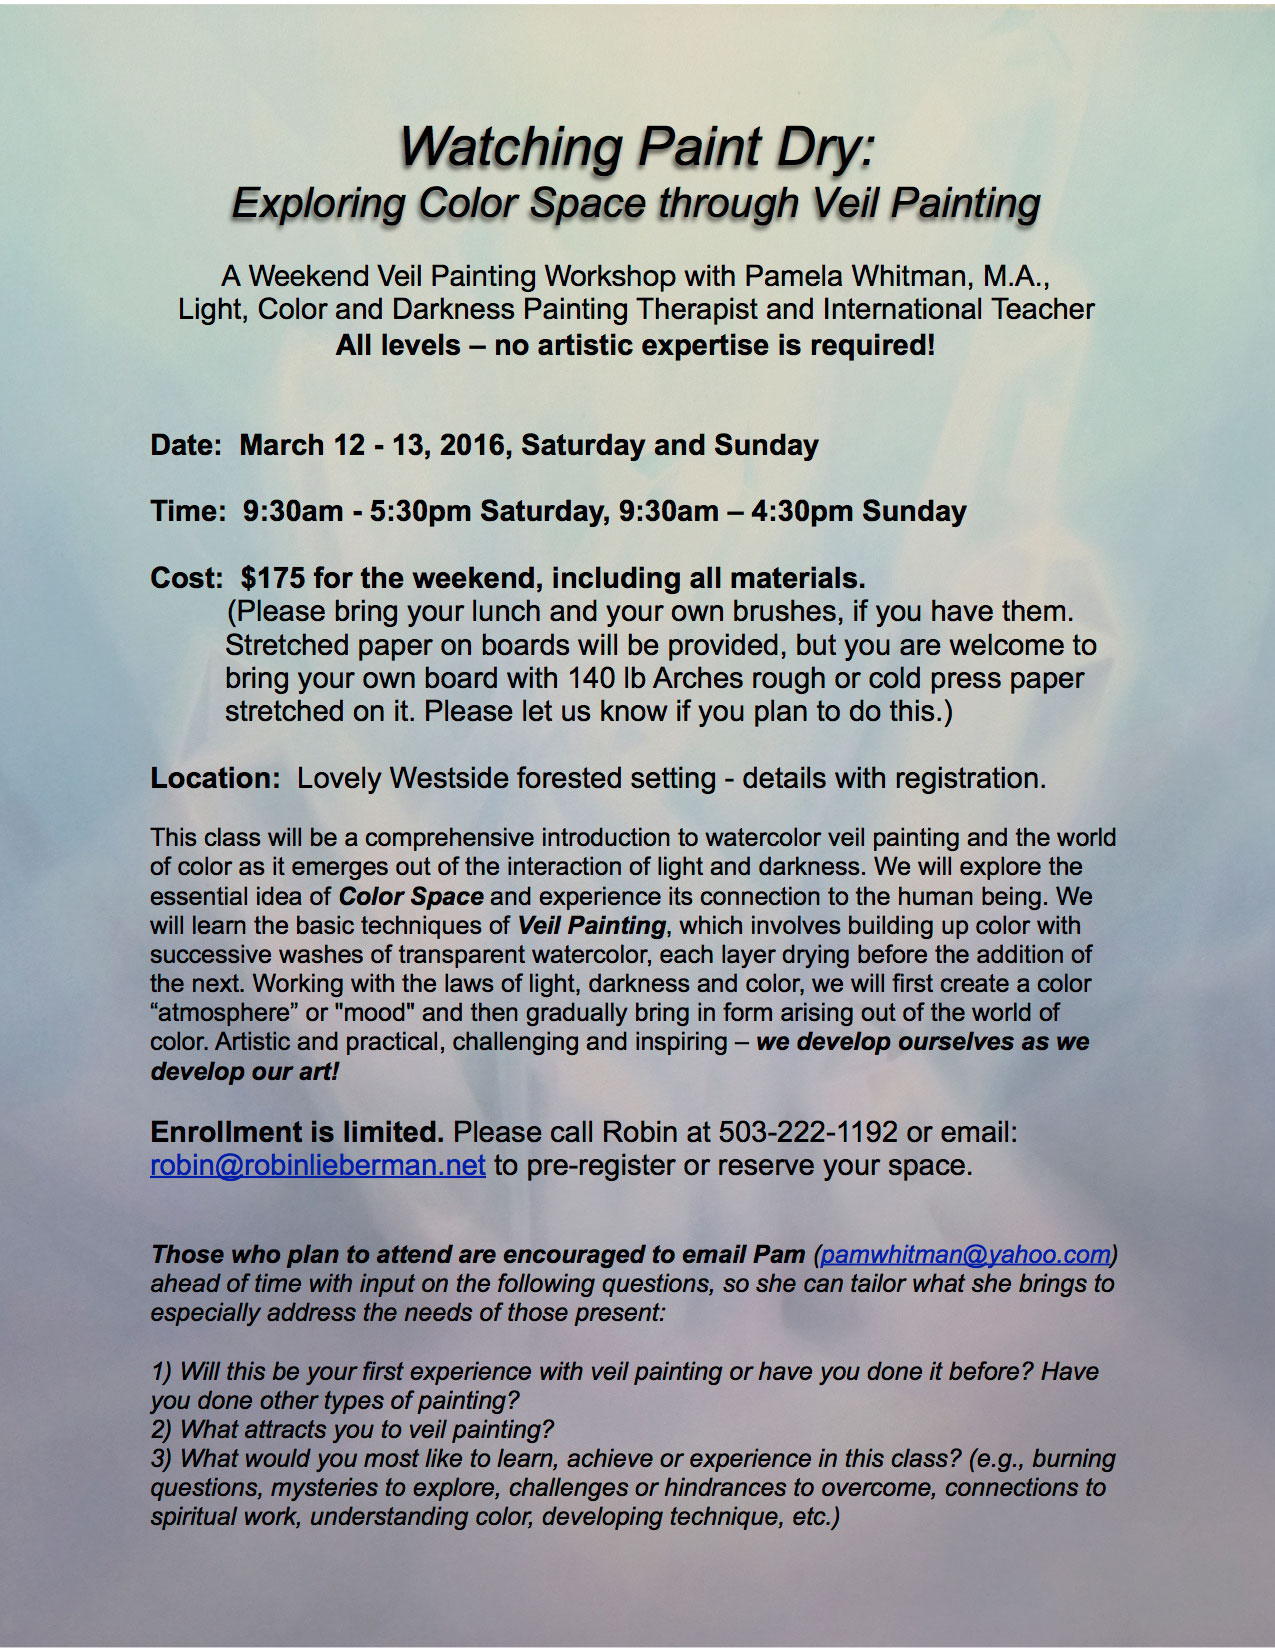 Watching Paint Dry:
Exploring Color Space through Veil Painting
A Weekend Veil Painting Workshop with Pamela Whitman, M.A.,
Light, Color and Darkness Painting Therapist and International Teacher
All levels – no artistic expertise is required!
Date:  March 12 - 13, 2016, Saturday and Sunday
Time:  9:30am - 5:30pm Saturday, 9:30am – 4:30pm Sunday
Cost:  $175 for the weekend, including all materials.
(Please bring your lunch and your own brushes, if you have them.
Stretched paper on boards will be provided, but you are welcome to
bring your own board with 140 lb Arches rough or cold press paper
stretched on it. Please let us know if you plan to do this.)
Location:  Lovely Westside forested setting - details with registration.
This class will be a comprehensive introduction to watercolor veil painting and the world
of color as it emerges out of the interaction of light and darkness. We will explore the
essential idea of Color Space and experience its connection to the human being. We
will learn the basic techniques of Veil Painting, which involves building up color with
successive washes of transparent watercolor, each layer drying before the addition of
the next. Working with the laws of light, darkness and color, we will first create a color
“atmosphere” or "mood" and then gradually bring in form arising out of the world of
color. Artistic and practical, challenging and inspiring – we develop ourselves as we
develop our art!
Enrollment is limited. Please call Robin at 503-222-1192 or email:
robin@robinlieberman.net to pre-register or reserve your space.
Those who plan to attend are encouraged to email Pam (pamwhitman@yahoo.com)
ahead of time with input on the following questions, so she can tailor what she brings to
especially address the needs of those present:
1) Will this be your first experience with veil painting or have you done it before? Have
you done other types of painting?
2) What attracts you to veil painting?
3) What would you most like to learn, achieve or experience in this class? (e.g., burning
questions, mysteries to explore, challenges or hindrances to overcome, connections to
spiritual work, understanding color, developing technique, etc.)